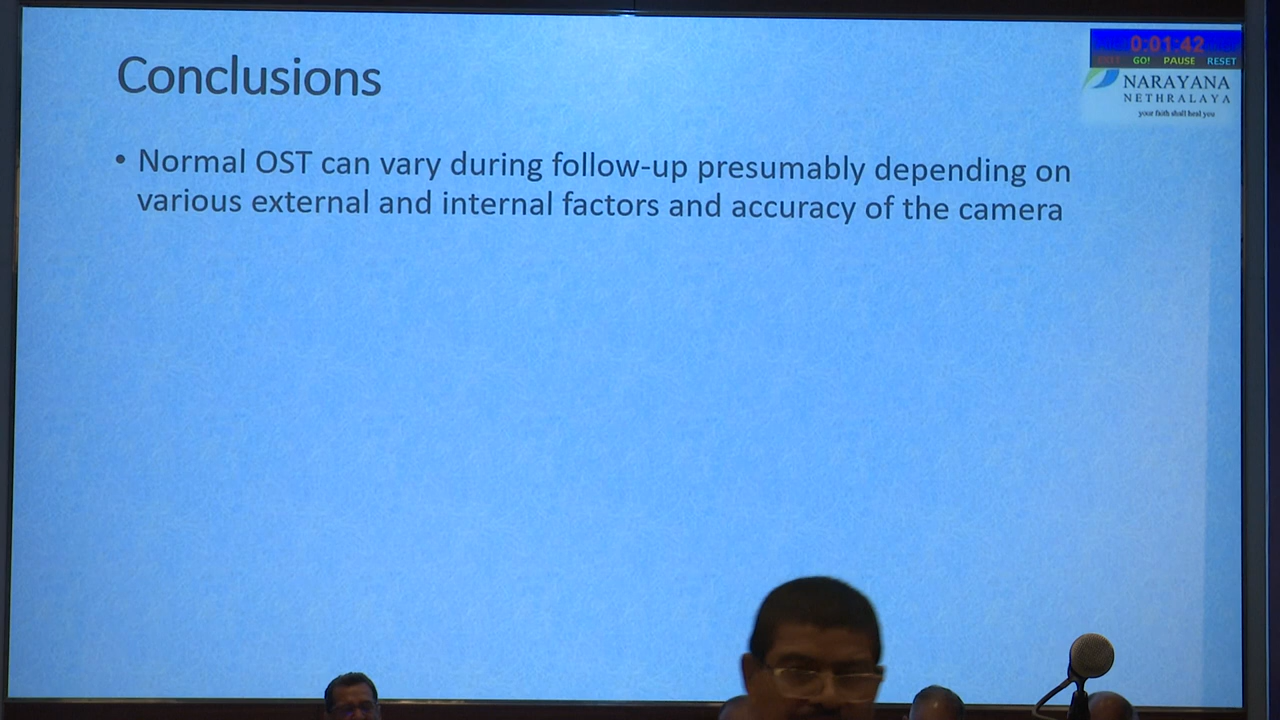 Conclusions
0:01:42
EXIT GO! PAUSE RESET
NARAYANA
NETHRALAYA
your faith shall heal you
• Normal OST can vary during follow-up presumably depending on
various external and internal factors and accuracy of the camera